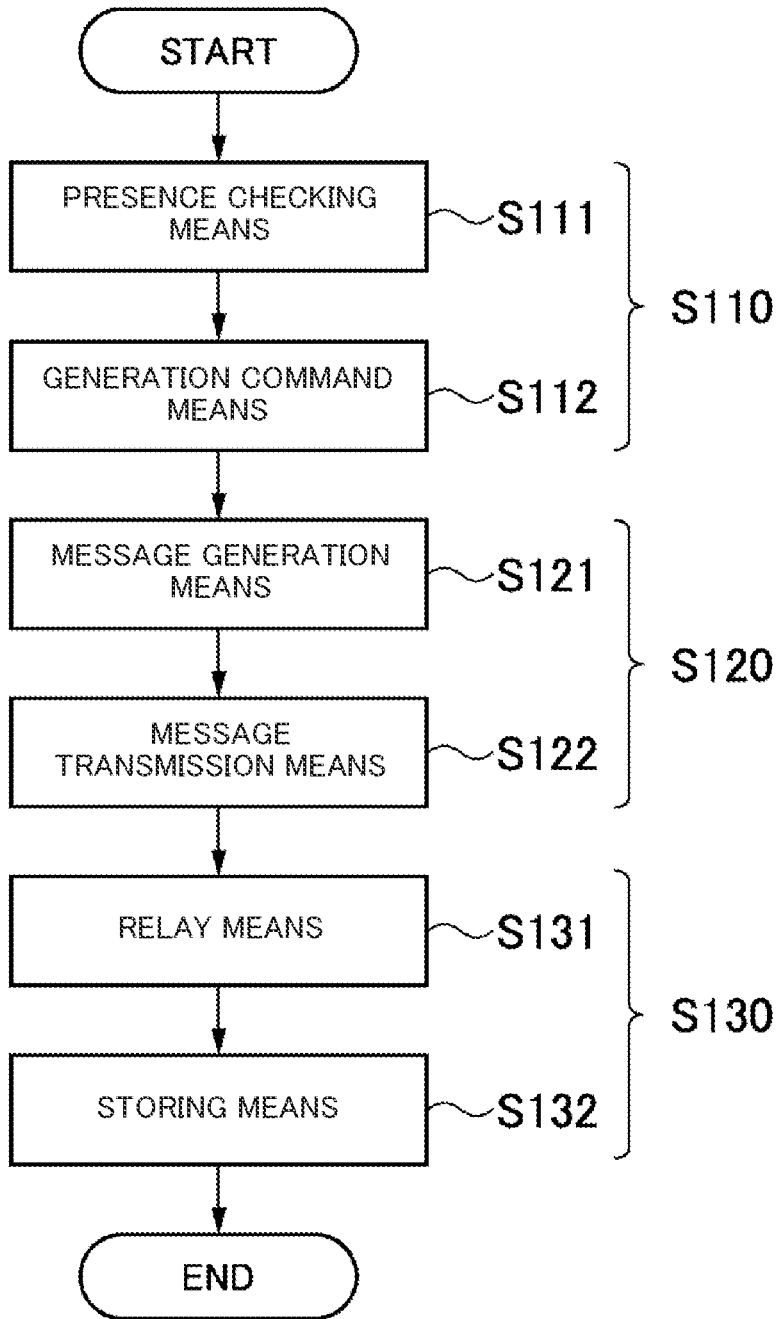 START
PRESENCE CHECKING
MEANS
S111
S110
GENERATION COMMAND
MEANS
S112
MESSAGE GENERATION
MEANS
S121
S120
MESSAGE
TRANSMISSION MEANS
S122
RELAY MEANS
S131
S130
STORING MEANS
S132
END